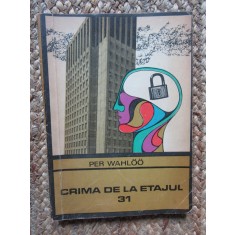 PER WAHLÖÖ
CRIMA DE LA ETAJUL
31